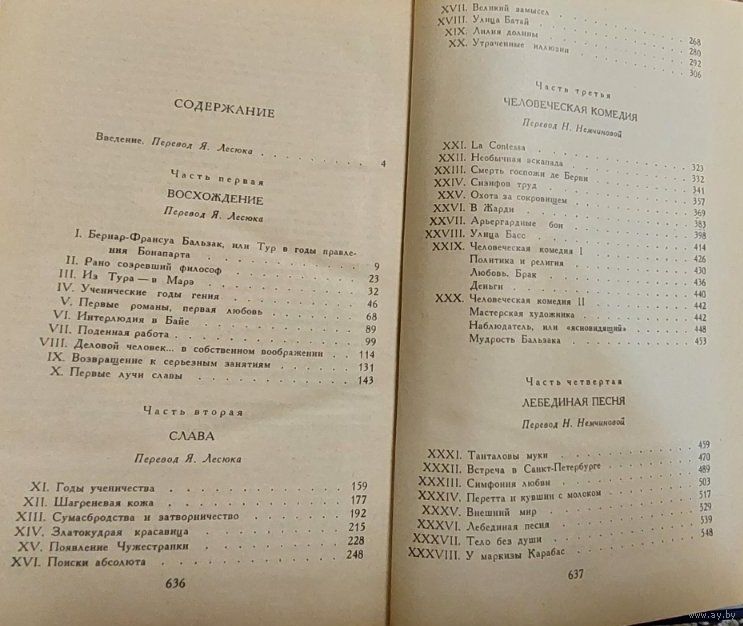 СОДЕРЖАНИЕ
Введение. Перевод Я. Лесюка . . . . . . . . . 4
Часть первая
ВОСХОЖДЕНИЕ
Перевод Я. Лесюка
I. Бернар-Франсуа Бальзак, или Тур в годы правле-
ния Бонапарта . . . . . . . . . 9
II. Рано созревший философ . . . . . . . . . 23
III. Из Тура — в Марэ . . . . . . . . . 32
IV. Ученические годы гения . . . . . . . . . 46
V. Первые романы, первая любовь . . . . . . . . . 68
VI. Интерлюдия в Байе . . . . . . . . . 89
VII. Поденная работа . . . . . . . . . 99
VIII. Деловой человек... в собственном воображении . . . . 114
IX. Возвращение к серьезным занятиям . . . . . . . 131
X. Первые лучи славы . . . . . . . . . 143
Часть вторая
СЛАВА
Перевод Я. Лесюка
XI. Годы ученичества . . . . . . . . . 159
XII. Шагреневая кожа . . . . . . . . . 177
XIII. Сумасбродства и затворничество . . . . . . . 192
XIV. Златокудрая красавица . . . . . . . . . 215
XV. Появление Чужестранки . . . . . . . . . 228
XVI. Поиски абсолюта . . . . . . . . . 248
636
XVII. Великий замысел . . . . . . . . . 268
XVIII. Улица Батай . . . . . . . . . 280
XIX. Лилия долины . . . . . . . . . 292
XX. Утраченные иллюзии . . . . . . . . . 306
Часть третья
ЧЕЛОВЕЧЕСКАЯ КОМЕДИЯ
Перевод Н. Немчиновой
XXI. La Contessa . . . . . . . . . 323
XXII. Необычная эскапада . . . . . . . . . 332
XXIII. Смерть госпожи де Берни . . . . . . . . . 341
XXIV. Сизифов труд . . . . . . . . . 357
XXV. Охота за сокровищем . . . . . . . . . 369
XXVI. В Жарди . . . . . . . . . 383
XXVII. Арьергардные бои . . . . . . . . . 398
XXVIII. Улица Басс . . . . . . . . . 414
XXIX. Человеческая комедия I . . . . . . . . . 426
Политика и религия . . . . . . . . . 430
Любовь. Брак . . . . . . . . . 436
Деньги . . . . . . . . . 440
XXX. Человеческая комедия II . . . . . . . . . 442
Мастерская художника . . . . . . . . . 442
Наблюдатель, или «ясновидящий» . . . . . . . 448
Мудрость Бальзака . . . . . . . . . 453
Часть четвертая
ЛЕБЕДИНАЯ ПЕСНЯ
Перевод Н. Немчиновой
XXXI. Танталовы муки . . . . . . . . . 459
XXXII. Встреча в Санкт-Петербурге . . . . . . . . . 470
XXXIII. Симфония любви . . . . . . . . . 489
XXXIV. Перетта и кувшин с молоком . . . . . . . . . 503
XXXV. Внешний мир . . . . . . . . . 517
XXXVI. Лебединая песня . . . . . . . . . 529
XXXVII. Тело без души . . . . . . . . . 539
XXXVIII. У маркизы Карабас . . . . . . . . . 548
637
www.ay.by